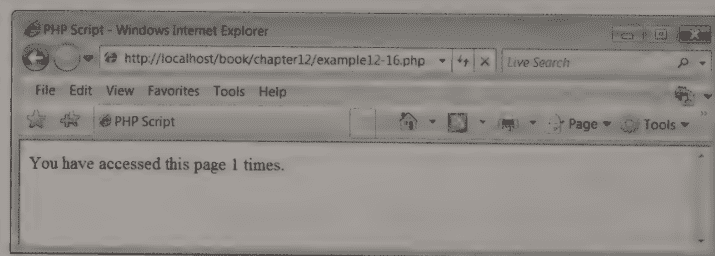 PHP Script - Windows Internet Explorer
http://localhost/book/chapter12/example12-16.php
Live Search
File Edit View Favorites Tools Help
PHP Script
Page Tools
You have accessed this page 1 times.